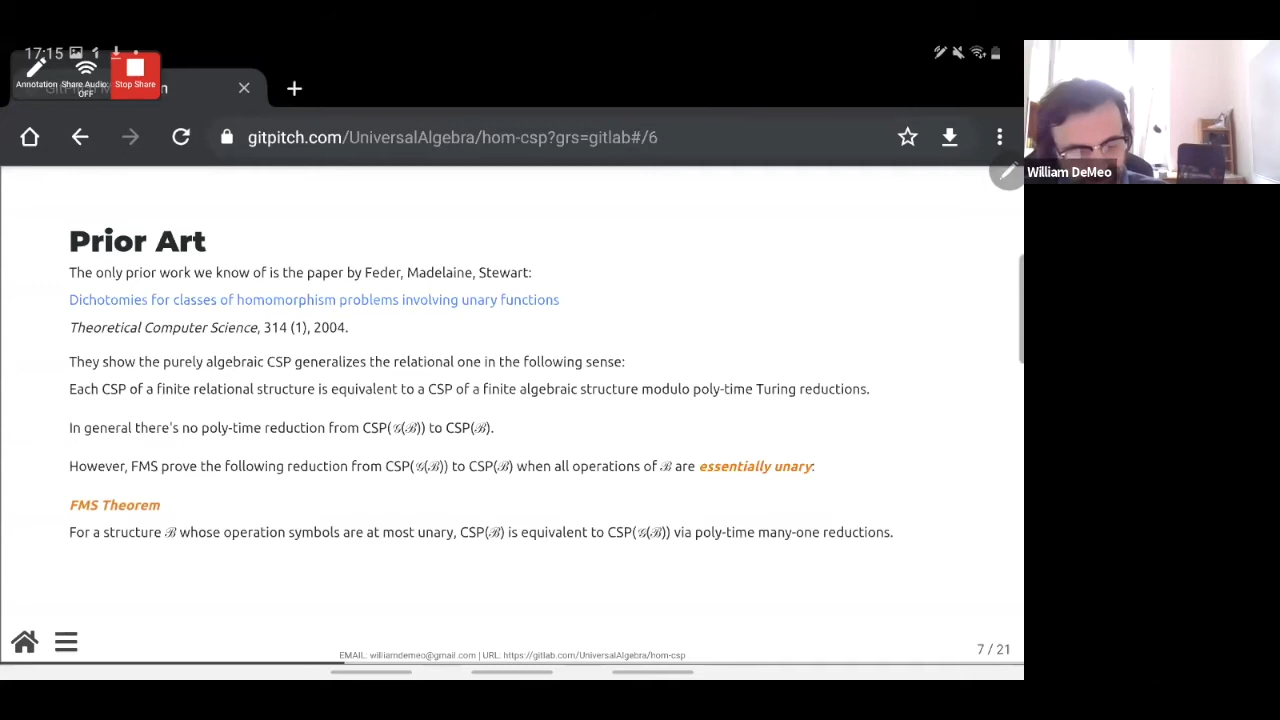 17:15
Annotation
Share Audio:
OFF
Stop Share
gitpitch.com/UniversalAlgebra/hom-csp?grs=gitlab#/6
William DeMeo
Prior Art
The only prior work we know of is the paper by Feder, Madelaine, Stewart:
Dichotomies for classes of homomorphism problems involving unary functions
Theoretical Computer Science, 314 (1), 2004.
They show the purely algebraic CSP generalizes the relational one in the following sense:
Each CSP of a finite relational structure is equivalent to a CSP of a finite algebraic structure modulo poly-time Turing reductions.
In general there's no poly-time reduction from CSP(𝒢(ℬ)) to CSP(ℬ).
However, FMS prove the following reduction from CSP(𝒢(ℬ)) to CSP(ℬ) when all operations of ℬ are essentially unary:
FMS Theorem
For a structure ℬ whose operation symbols are at most unary, CSP(ℬ) is equivalent to CSP(𝒢(ℬ)) via poly-time many-one reductions.
EMAIL: williamdemeo@gmail.com | URL: https://gitlab.com/UniversalAlgebra/hom-csp
7 / 21